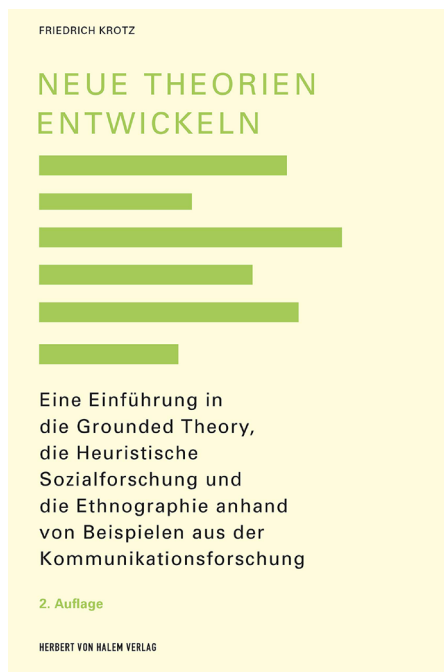 FRIEDRICH KROTZ
NEUE THEORIEN
ENTWICKELN
Eine Einführung in
die Grounded Theory,
die Heuristische
Sozialforschung und
die Ethnographie anhand
von Beispielen aus der
Kommunikationsforschung
2. Auflage
HERBERT VON HALEM VERLAG